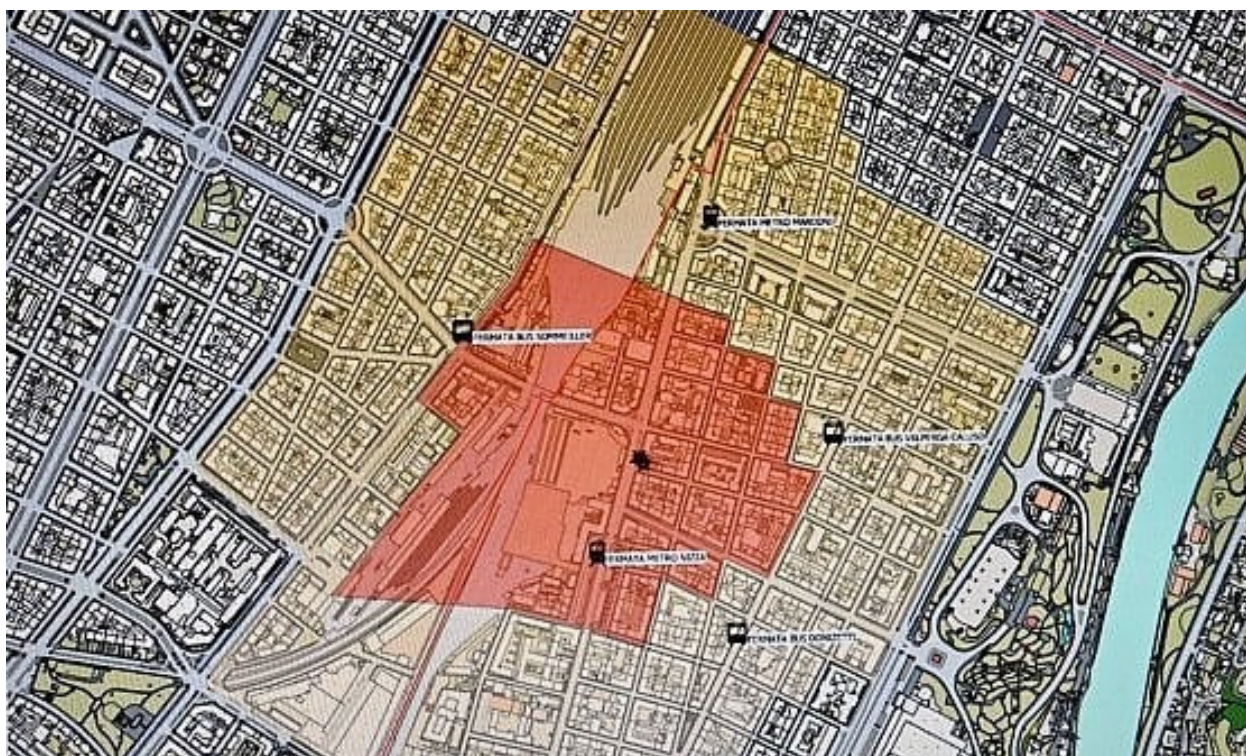 FERMATA METRO MARCONI
FERMATA BUS SOMMEILLER
FERMATA BUS VALPERGA CALUSO
FERMATA METRO NIZZA
FERMATA BUS DONIZETTI